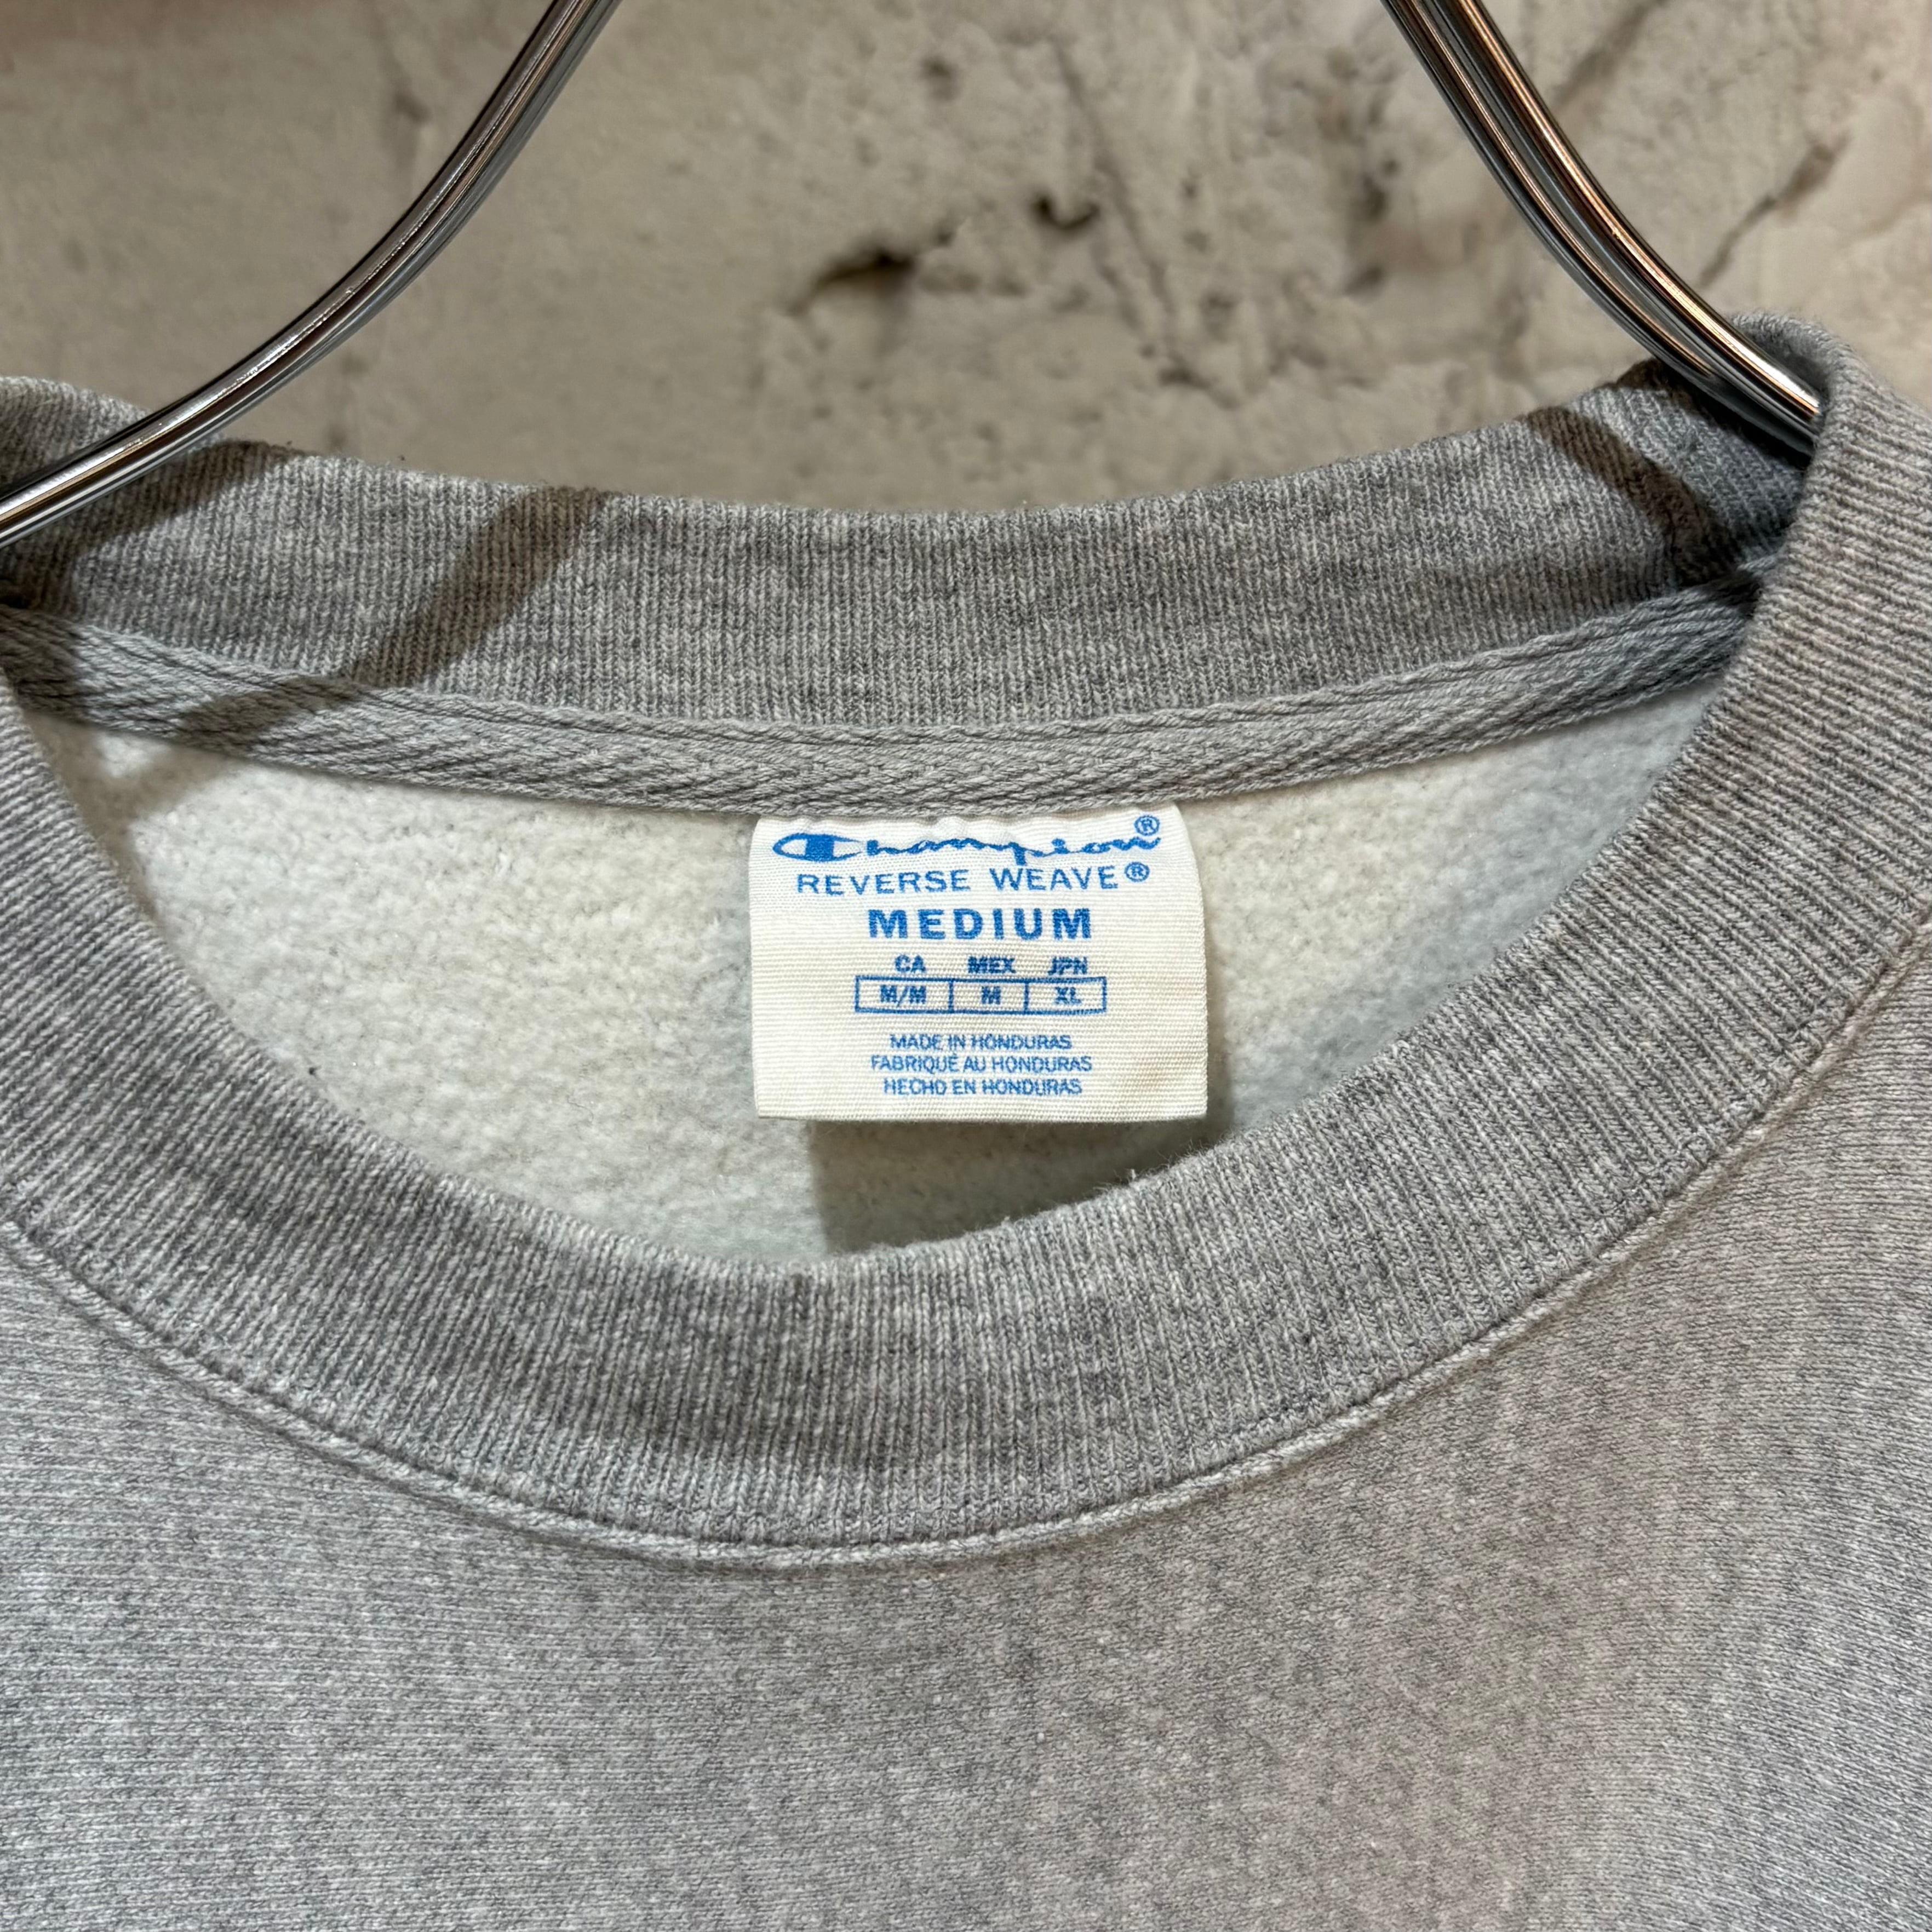 Champion®
REVERSE WEAVE®
MEDIUM
CA MEX JPN
M/M M XL
MADE IN HONDURAS
FABRIQUÉ AU HONDURAS
HECHO EN HONDURAS